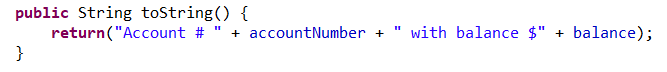 public String toString() {
    return("Account # " + accountNumber + " with balance $" + balance);
}